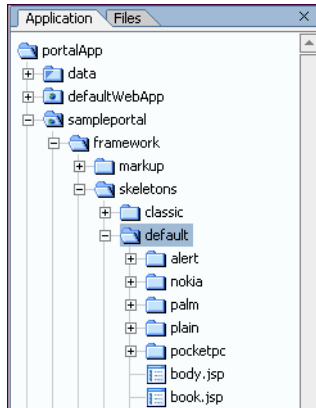 Application Files
portalApp
data
defaultWebApp
sampleportal
framework
markup
skeletons
classic
default
alert
nokia
palm
plain
pocketpc
body.jsp
book.jsp